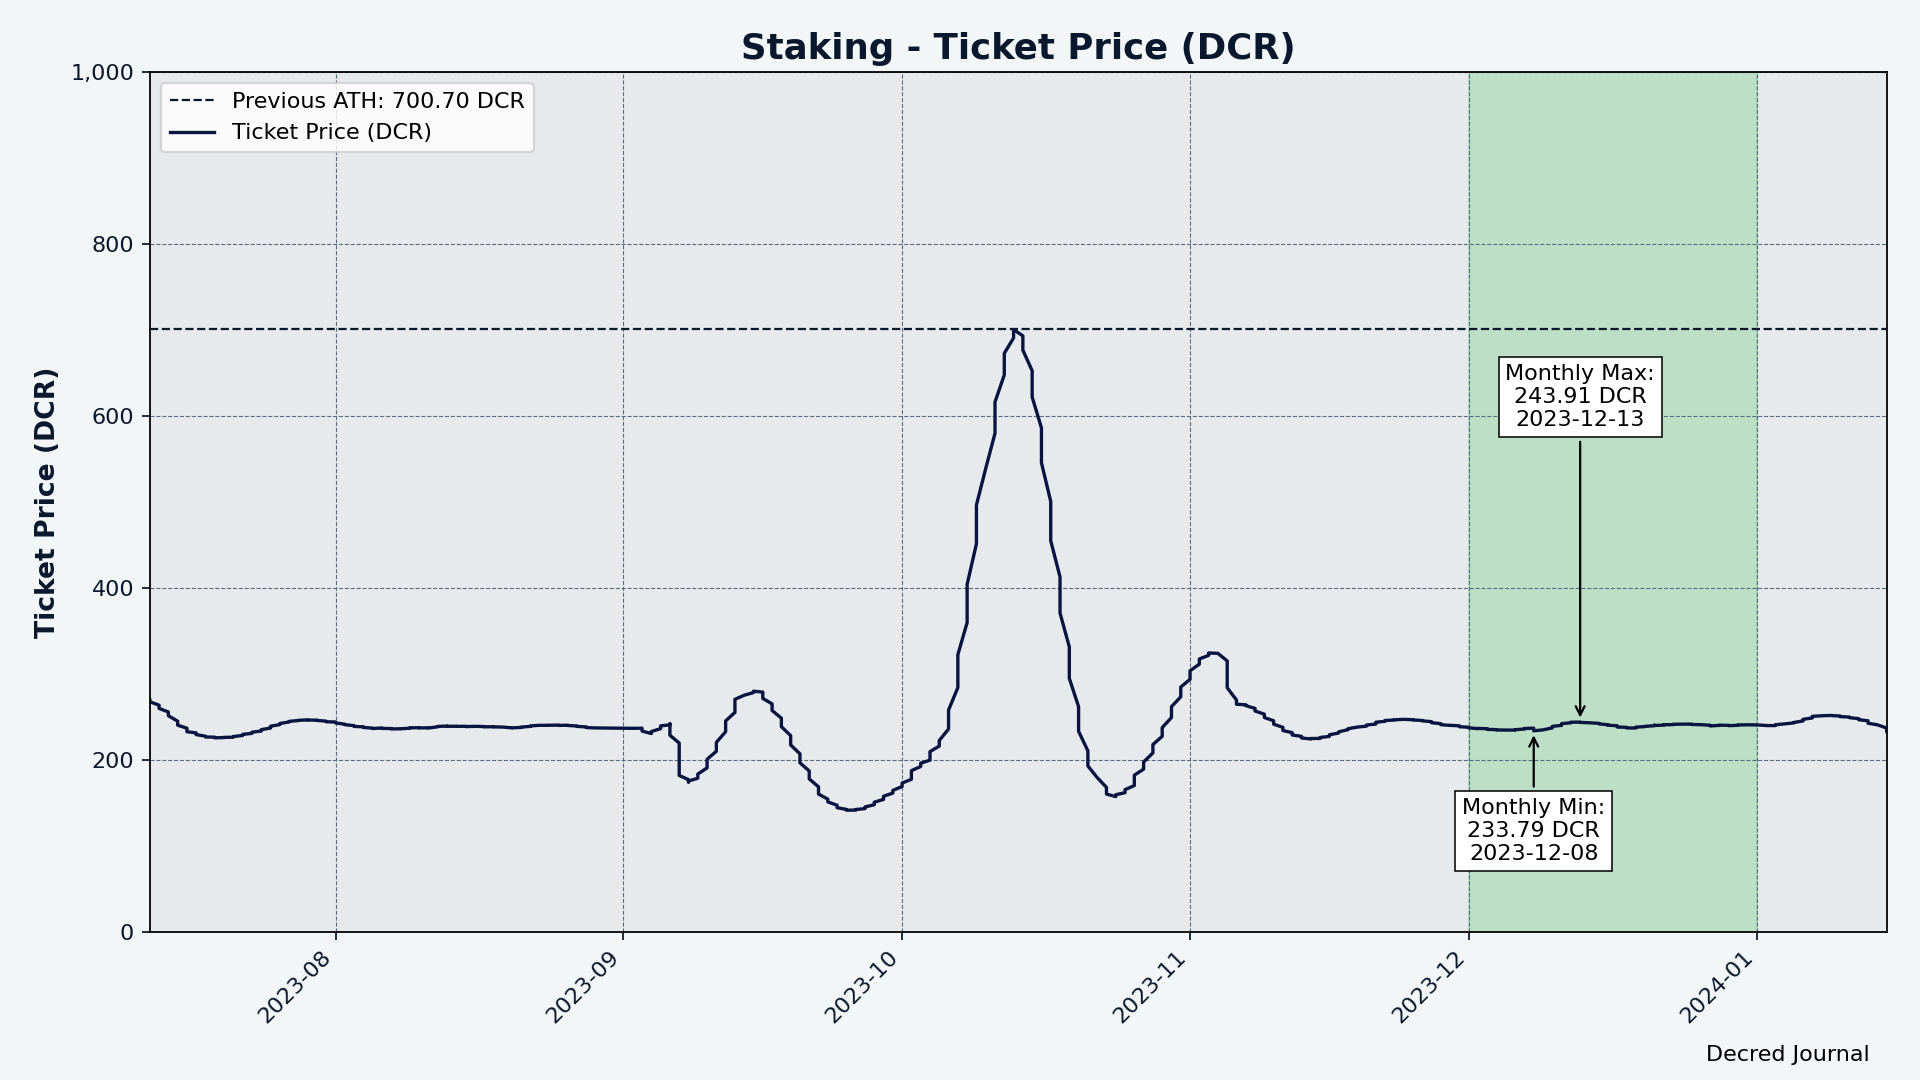 Staking - Ticket Price (DCR)
Previous ATH: 700.70 DCR
Ticket Price (DCR)
Ticket Price (DCR)
1,000
800
600
400
200
0
Monthly Max:
243.91 DCR
2023-12-13
Monthly Min:
233.79 DCR
2023-12-08
2023-08
2023-09
2023-10
2023-11
2023-12
2024-01
Decred Journal